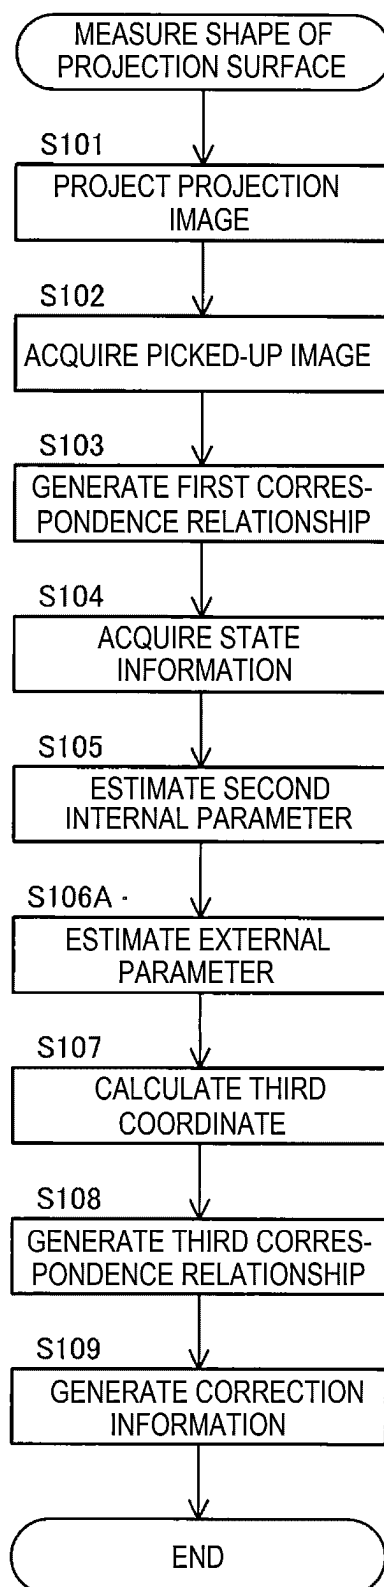 MEASURE SHAPE OF
PROJECTION SURFACE
S101
PROJECT PROJECTION
IMAGE
S102
ACQUIRE PICKED-UP IMAGE
S103
GENERATE FIRST CORRES-
PONDENCE RELATIONSHIP
S104
ACQUIRE STATE
INFORMATION
S105
ESTIMATE SECOND
INTERNAL PARAMETER
S106A
ESTIMATE EXTERNAL
PARAMETER
S107
CALCULATE THIRD
COORDINATE
S108
GENERATE THIRD CORRES-
PONDENCE RELATIONSHIP
S109
GENERATE CORRECTION
INFORMATION
END